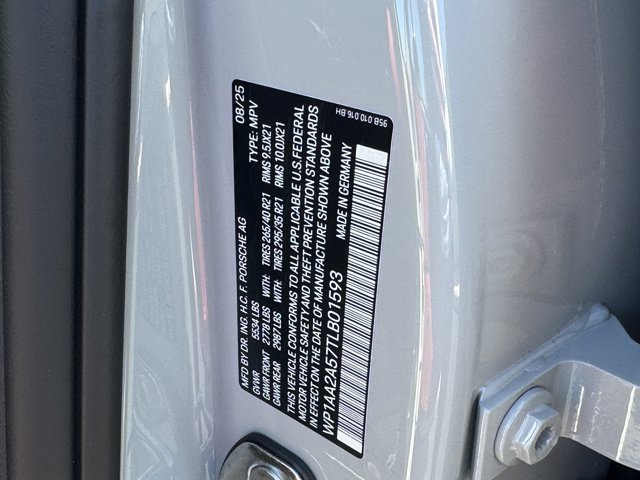 MFD BY DR. ING. H.C. F. PORSCHE AG 08/25
GVWR 5534 LBS TYPE: MPV
GAWR FRONT 2778 LBS WITH: TIRES 265/40 R21 RIMS 9.5JX21
GAWR REAR 2987 LBS WITH: TIRES 295/35 R21 RIMS 10.0JX21
THIS VEHICLE CONFORMS TO ALL APPLICABLE U.S. FEDERAL
MOTOR VEHICLE SAFETY AND THEFT PREVENTION STANDARDS
IN EFFECT ON THE DATE OF MANUFACTURE SHOWN ABOVE
WP1AA2A57TLB01593 MADE IN GERMANY
95B.010.016.BH